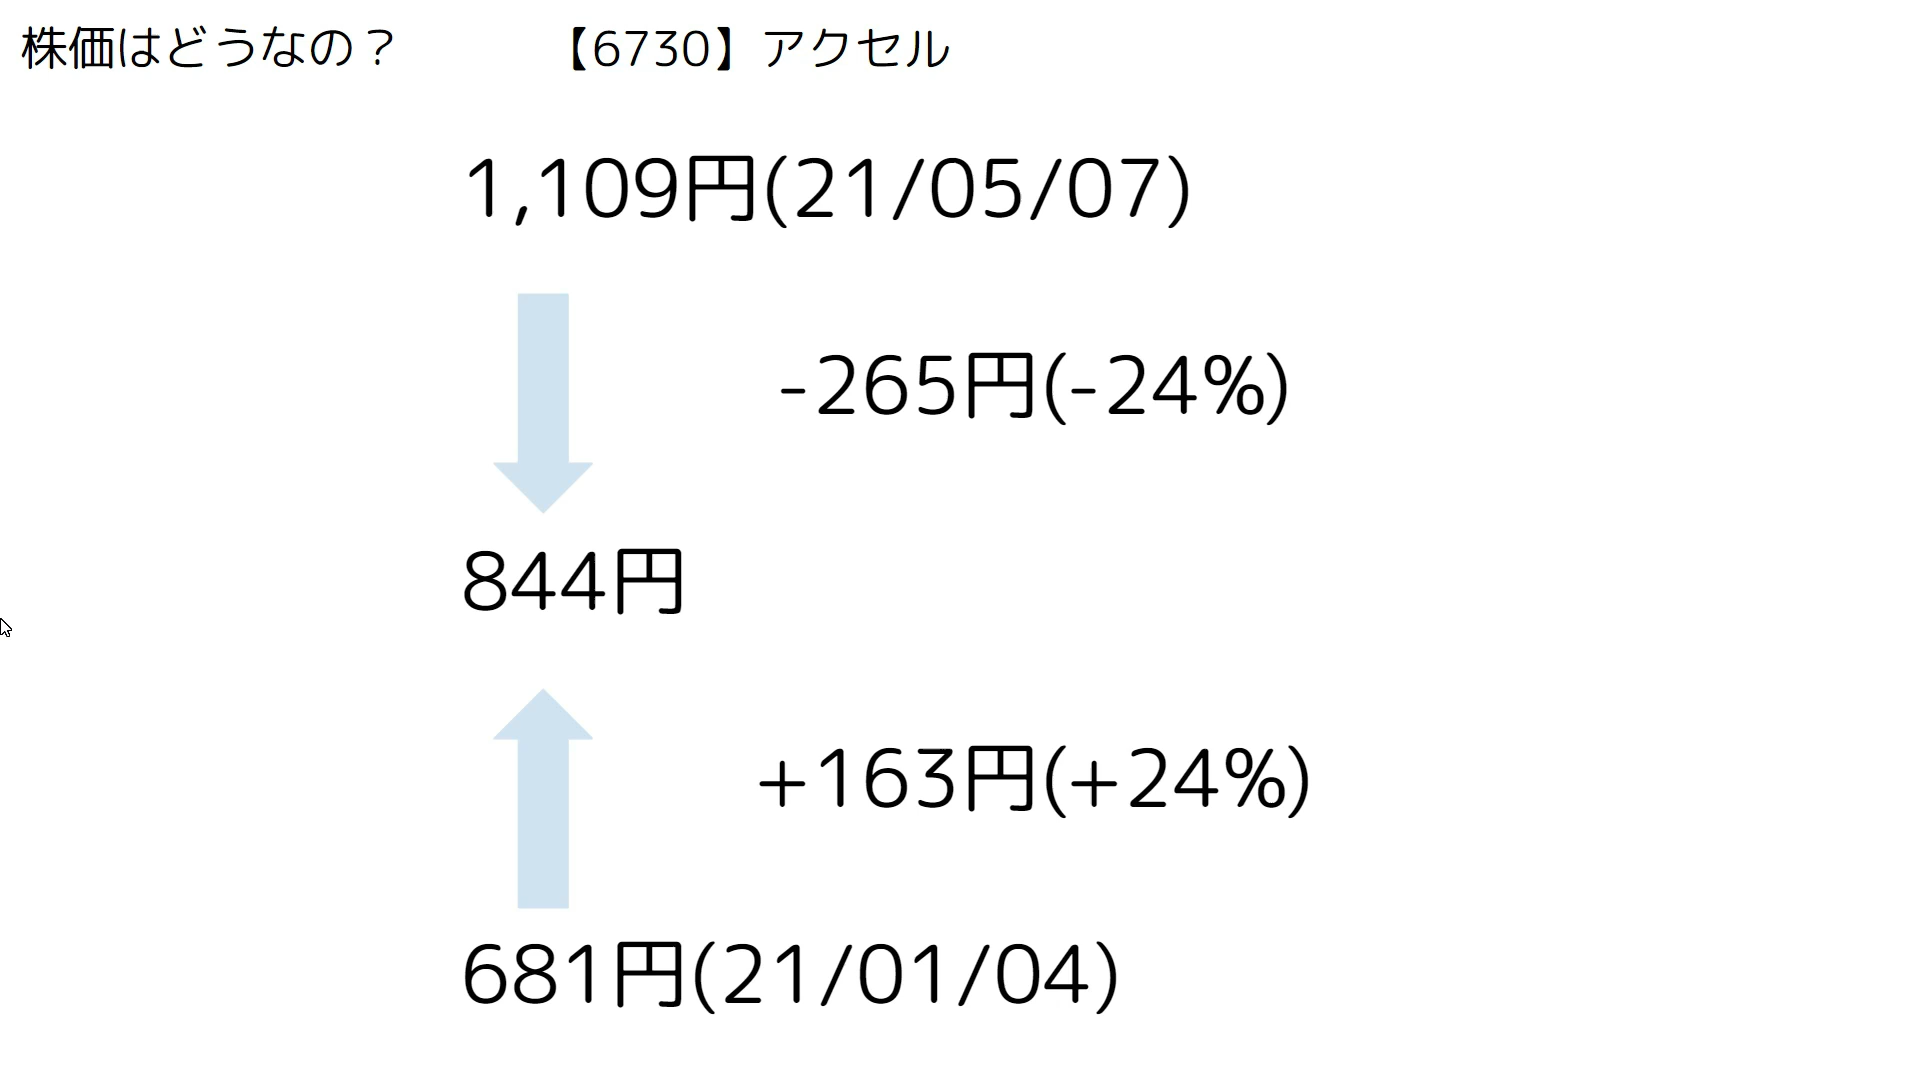 株価はどうなの？ 【6730】アクセル
1,109円(21/05/07)
-265円(-24%)
844円
+163円(+24%)
681円(21/01/04)